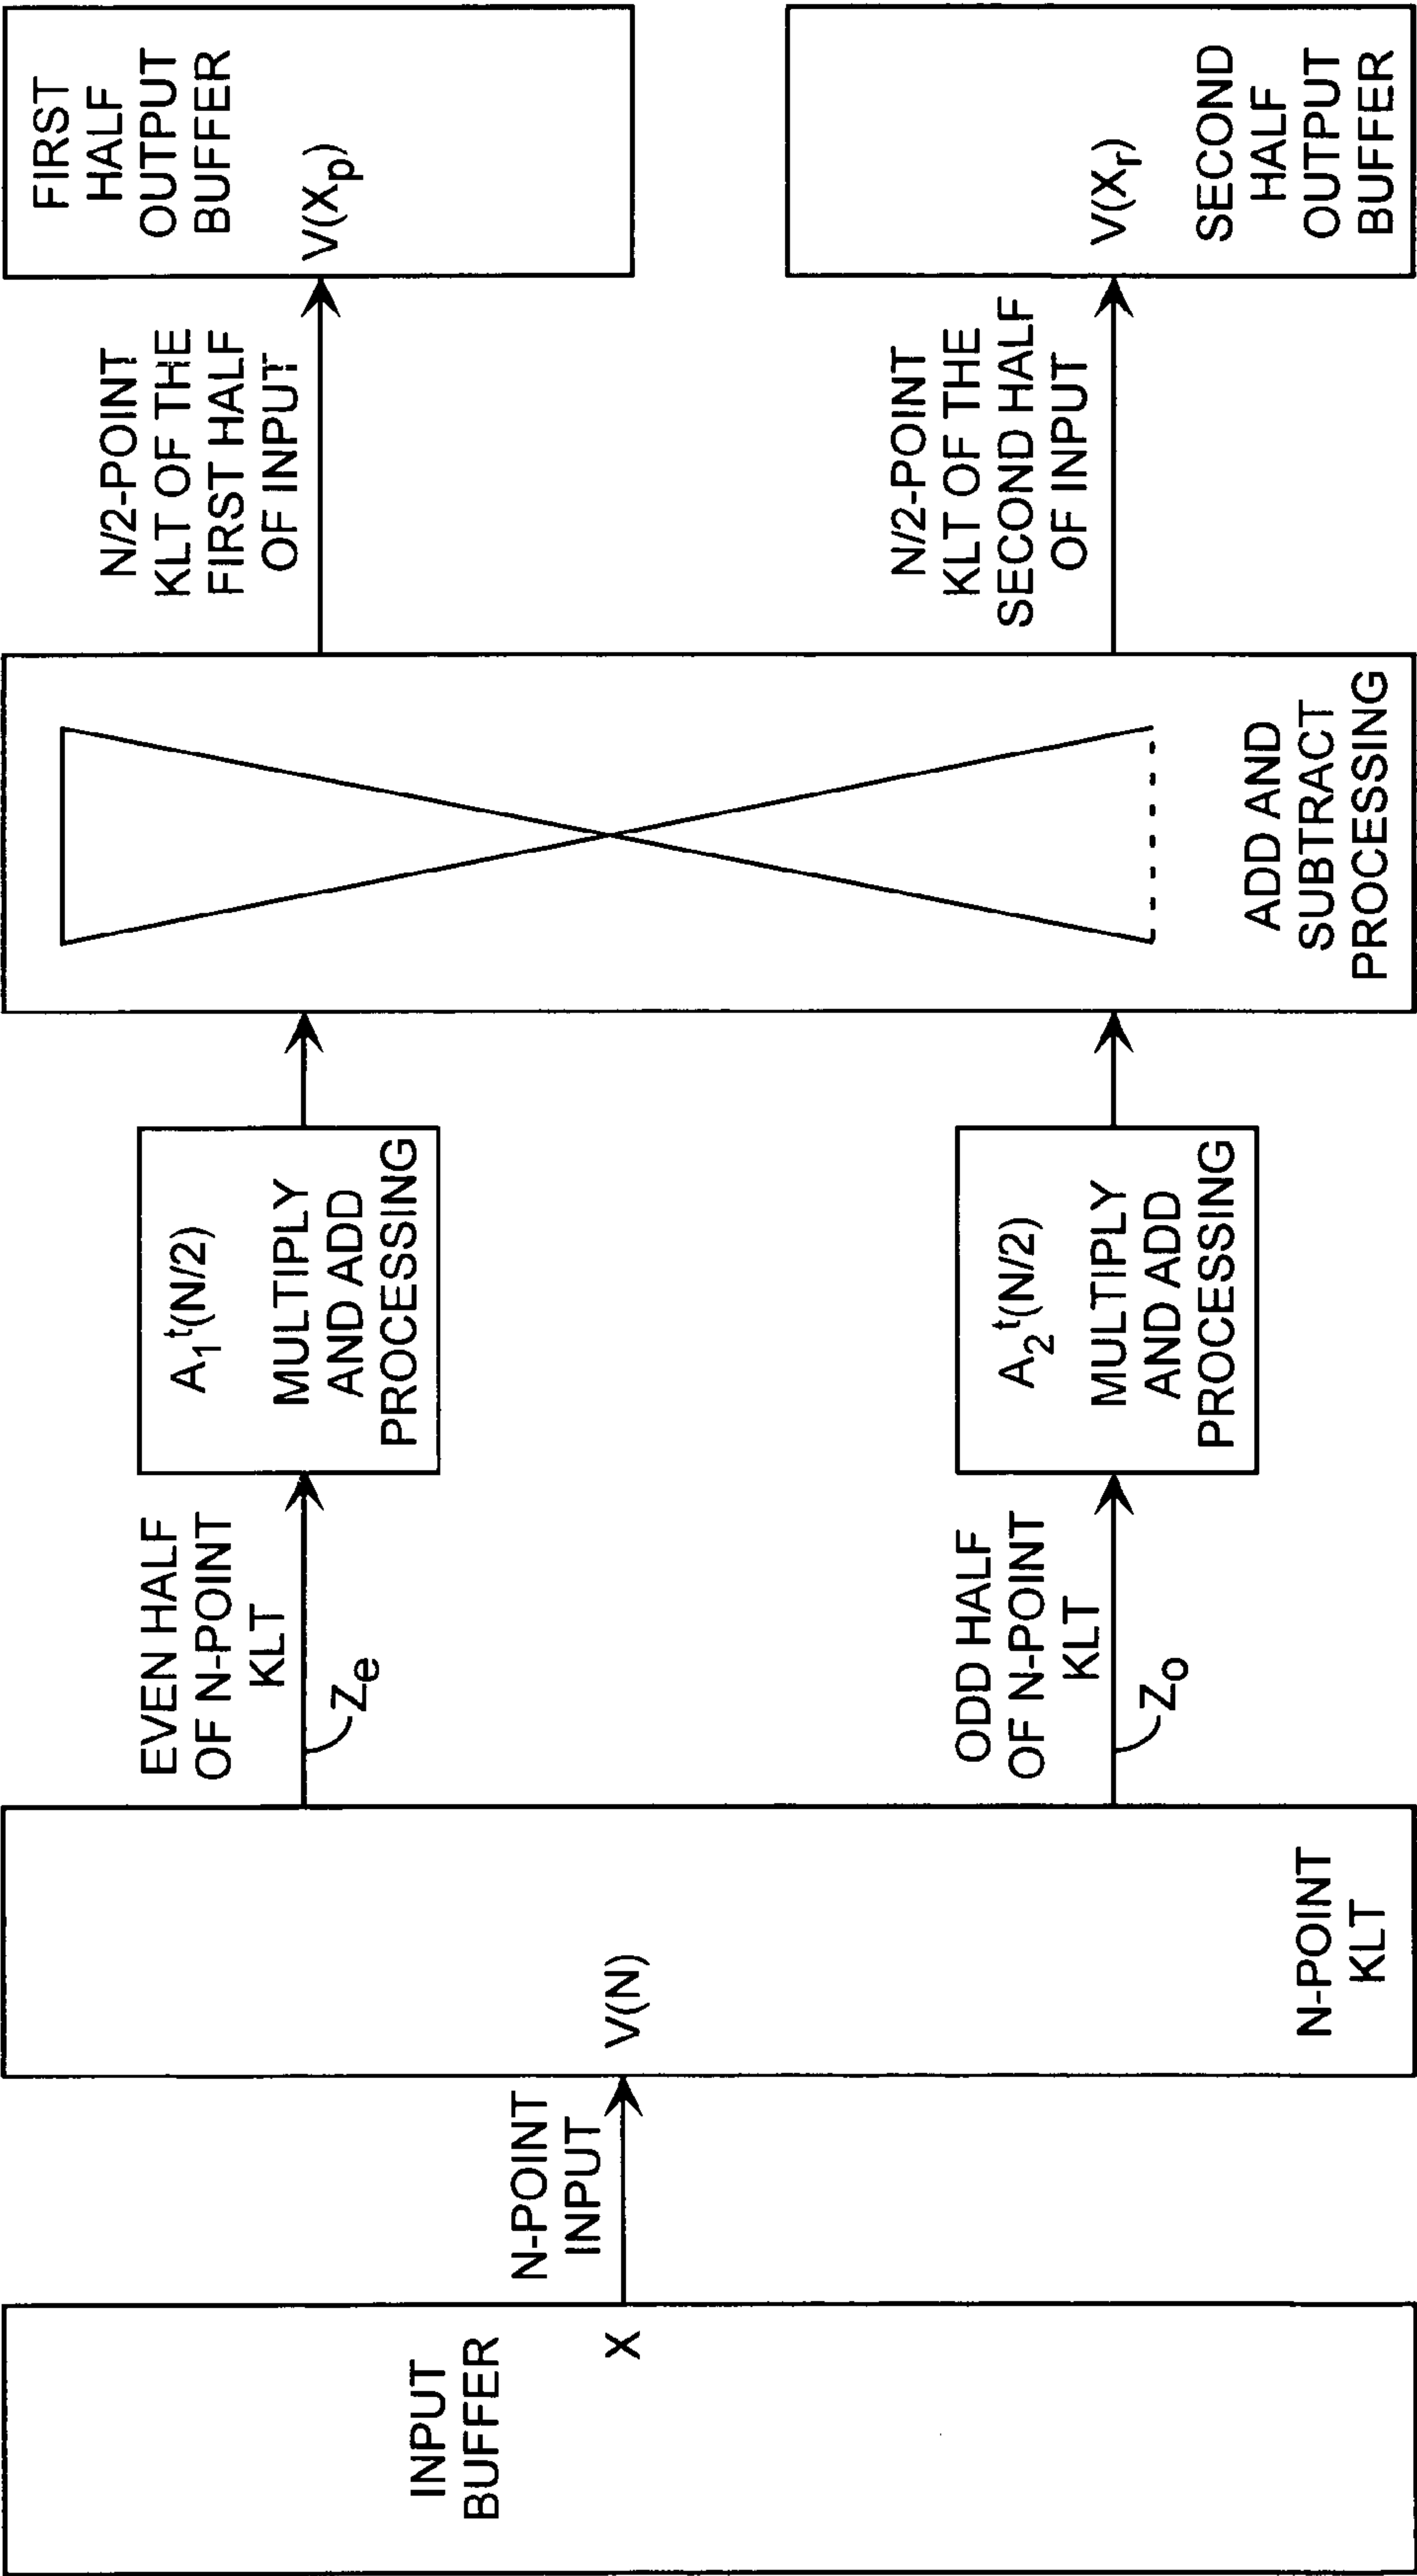 INPUT
BUFFER
X
N-POINT
INPUT
V(N)
N-POINT
KLT
EVEN HALF
OF N-POINT
KLT
Ze
ODD HALF
OF N-POINT
KLT
Zo
A1t(N/2)
MULTIPLY
AND ADD
PROCESSING
A2t(N/2)
MULTIPLY
AND ADD
PROCESSING
ADD AND
SUBTRACT
PROCESSING
N/2-POINT
KLT OF THE
FIRST HALF
OF INPUT
N/2-POINT
KLT OF THE
SECOND HALF
OF INPUT
FIRST
HALF
OUTPUT
BUFFER
V(Xp)
V(Xr)
SECOND
HALF
OUTPUT
BUFFER